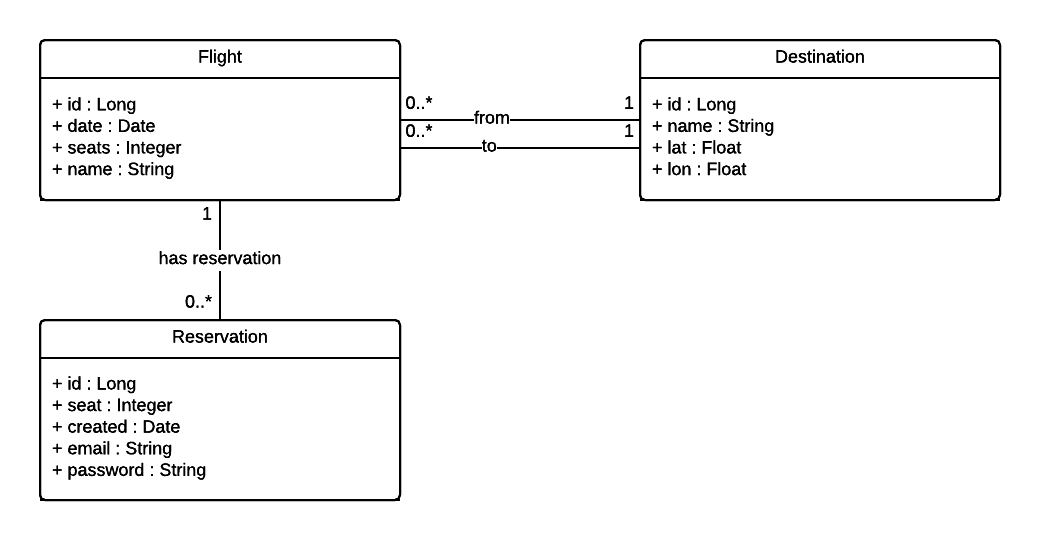 Flight
+ id : Long
+ date : Date
+ seats : Integer
+ name : String
0..*
from
1
0..*
to
1
Destination
+ id : Long
+ name : String
+ lat : Float
+ lon : Float
1
has reservation
0..*
Reservation
+ id : Long
+ seat : Integer
+ created : Date
+ email : String
+ password : String